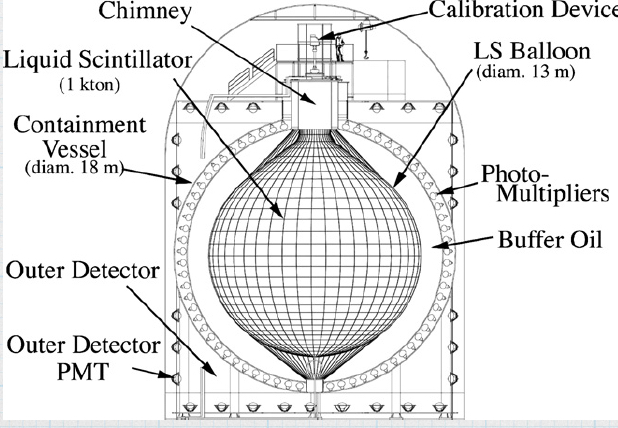 Chimney
Calibration Device
Liquid Scintillator
(1 kton)
LS Balloon
(diam. 13 m)
Containment
Vessel
(diam. 18 m)
Photo-
Multipliers
Buffer Oil
Outer Detector
Outer Detector
PMT